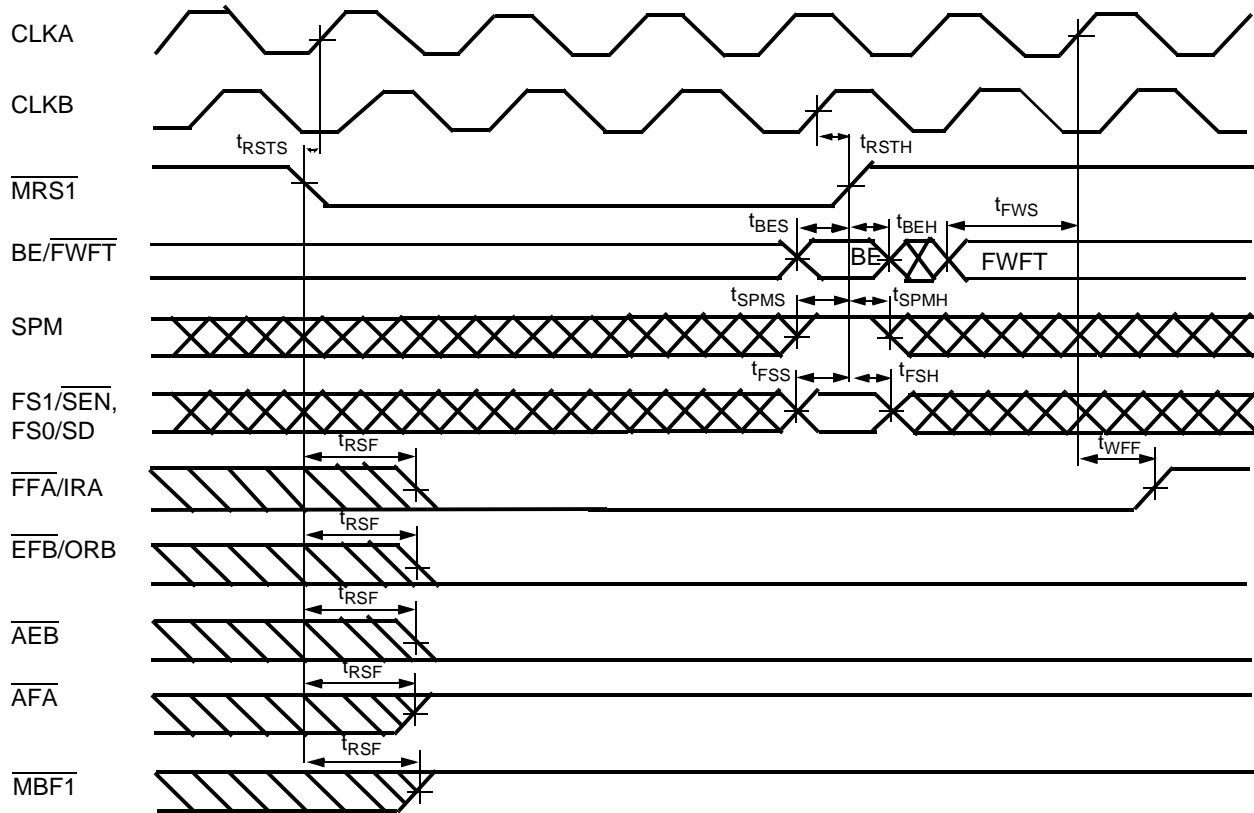 CLKA
CLKB
tRSTS
tRSTH
MRS1
tBES
tBEH
tFWS
BE/FWFT
BE
FWFT
tSPMS
tSPMH
SPM
tFSS
tFSH
FS1/SEN,
FS0/SD
tRSF
tWFF
FFA/IRA
tRSF
EFB/ORB
tRSF
AEB
tRSF
AFA
tRSF
MBF1